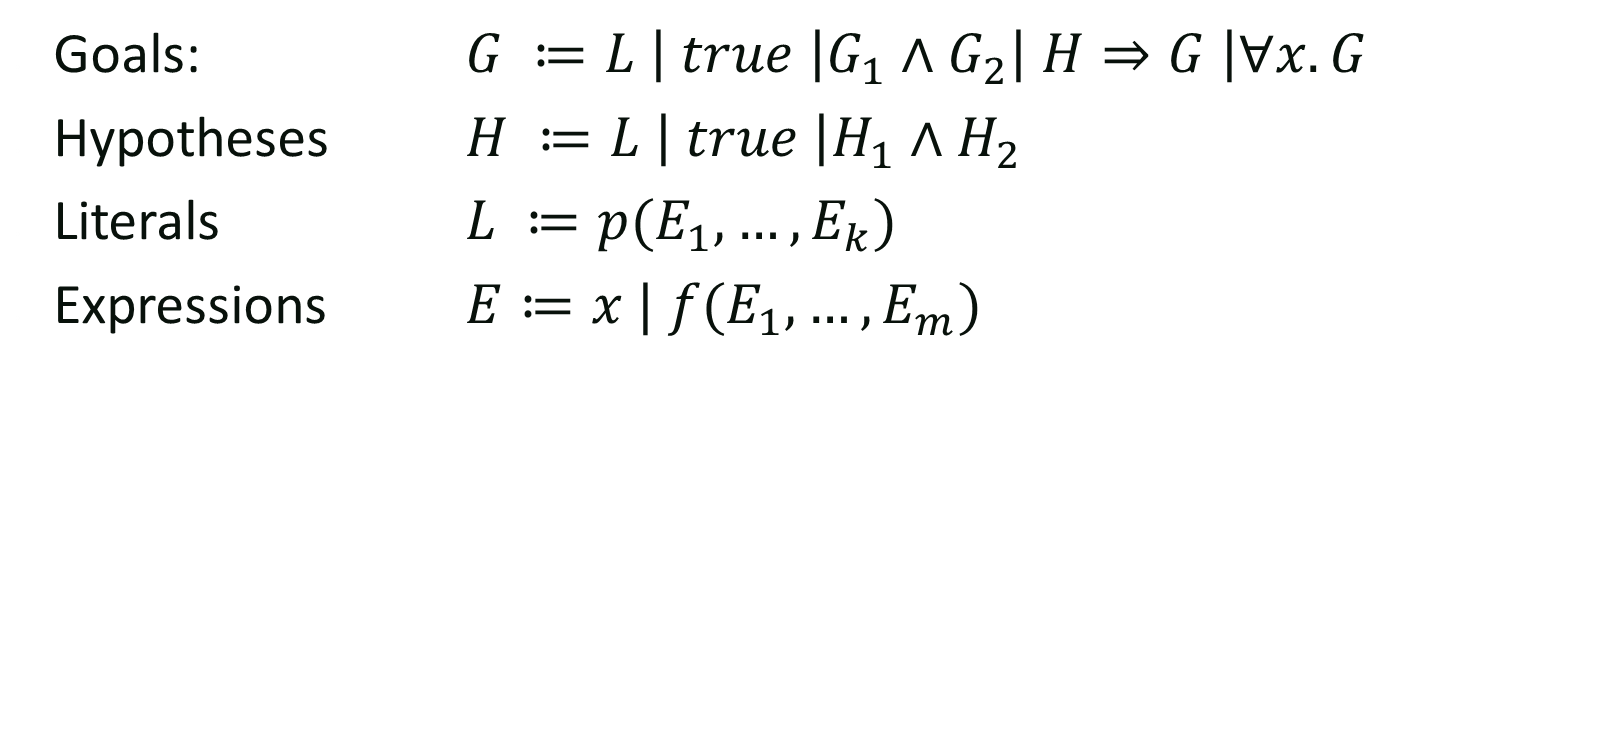 Goals: G ≔ L | true |G₁ ∧ G₂| H ⇒ G |∀x. G
Hypotheses H ≔ L | true |H₁ ∧ H₂
Literals L ≔ p(E₁, … , Eₖ)
Expressions E ≔ x | f(E₁, … , Eₘ)